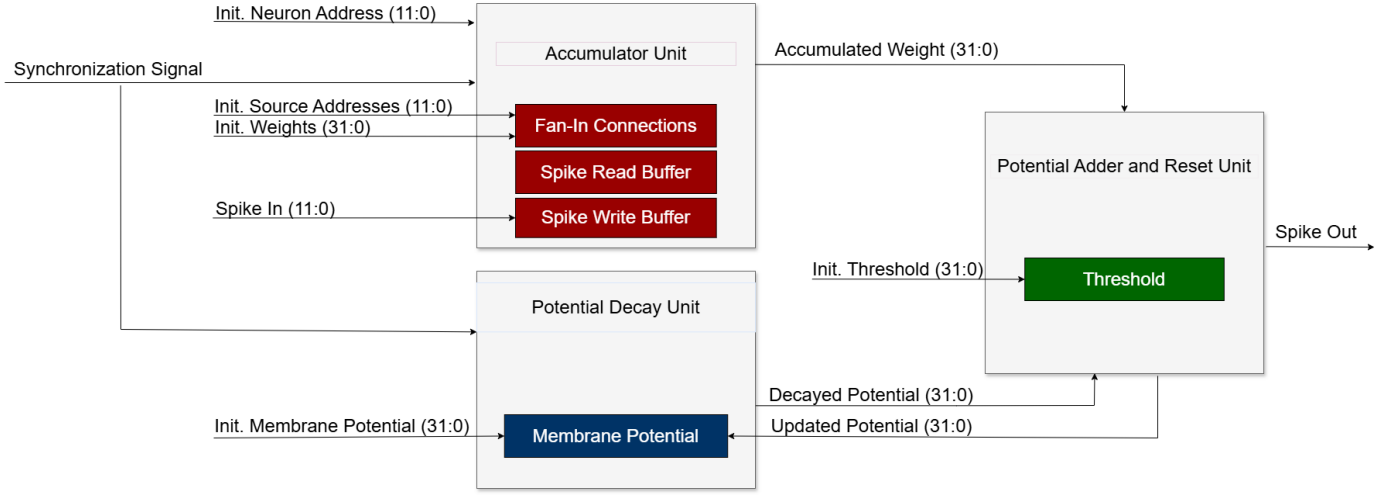 Init. Neuron Address (11:0)
Accumulator Unit
Accumulated Weight (31:0)
Synchronization Signal
Init. Source Addresses (11:0)
Init. Weights (31:0)
Fan-In Connections
Spike Read Buffer
Spike In (11:0)
Spike Write Buffer
Potential Adder and Reset Unit
Spike Out
Init. Threshold (31:0)
Threshold
Potential Decay Unit
Decayed Potential (31:0)
Init. Membrane Potential (31:0)
Membrane Potential
Updated Potential (31:0)